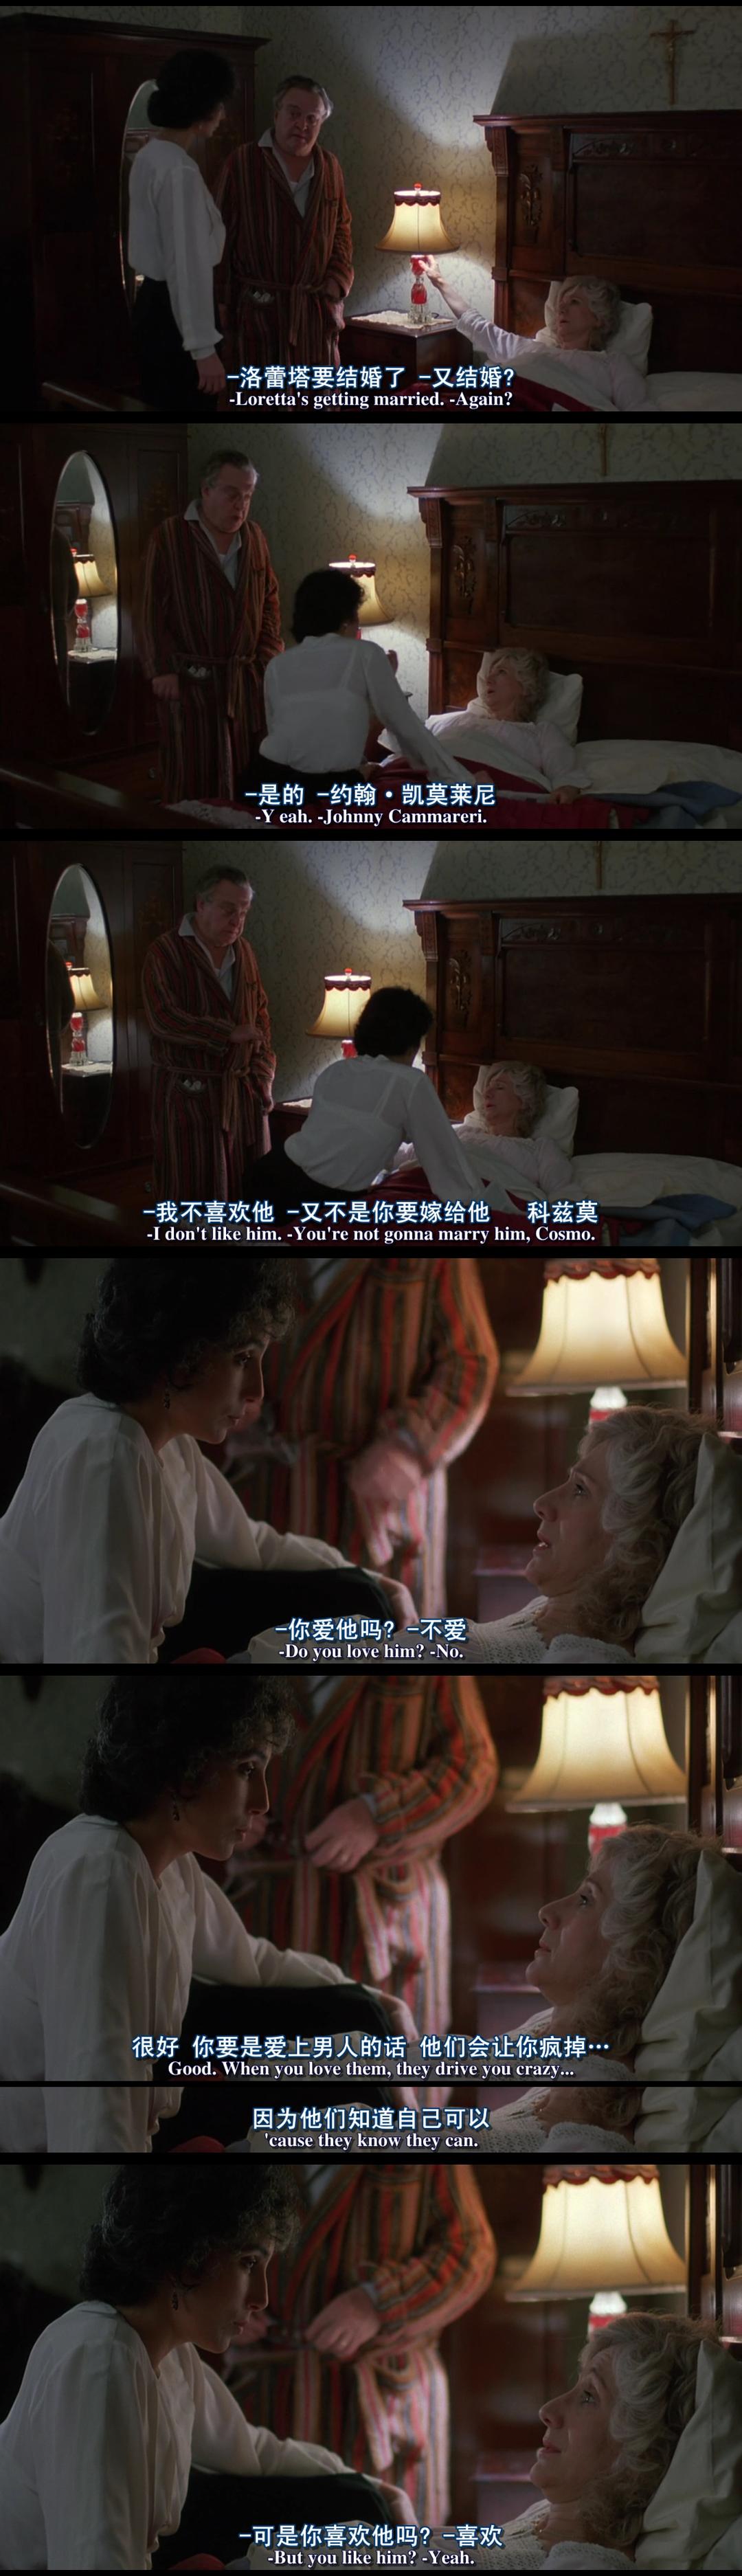 -洛蕾塔要结婚了 -又结婚?
-Loretta's getting married. -Again?
-是的 -约翰·凯莫莱尼
-Y eah. -Johnny Cammareri.
-我不喜欢他 -又不是你要嫁给他 科兹莫
-I don't like him. -You're not gonna marry him, Cosmo.
-你爱他吗? -不爱
-Do you love him? -No.
很好 你要是爱上男人的话 他们会让你疯掉…
Good. When you love them, they drive you crazy...
因为他们知道自己可以
'cause they know they can.
-可是你喜欢他吗? -喜欢
-But you like him? -Yeah.